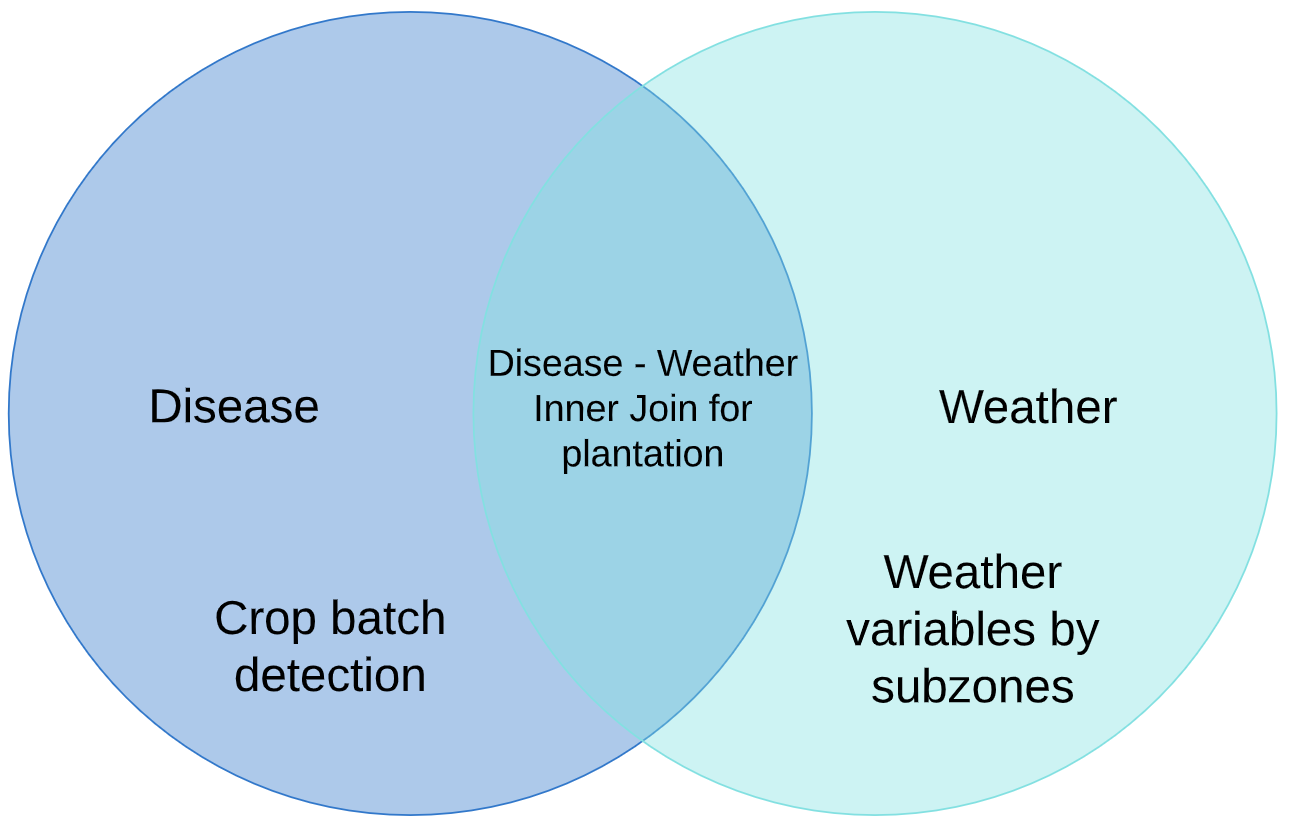 Disease
Crop batch
detection
Disease - Weather
Inner Join for
plantation
Weather
Weather
variables by
subzones